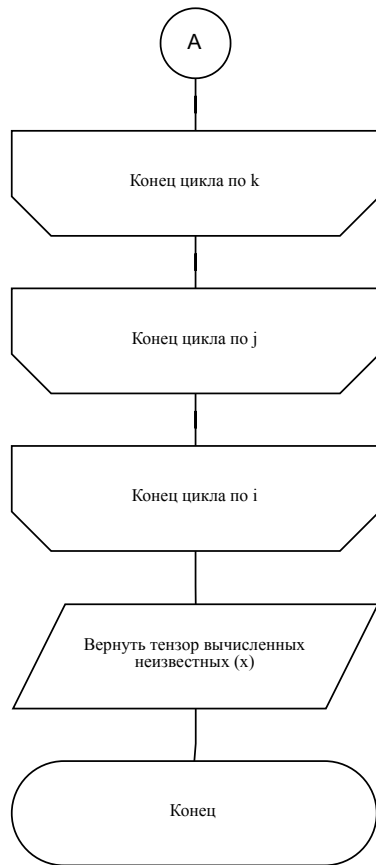 A
Конец цикла по k
Конец цикла по j
Конец цикла по i
Вернуть тензор вычисленных
неизвестных (x)
Конец